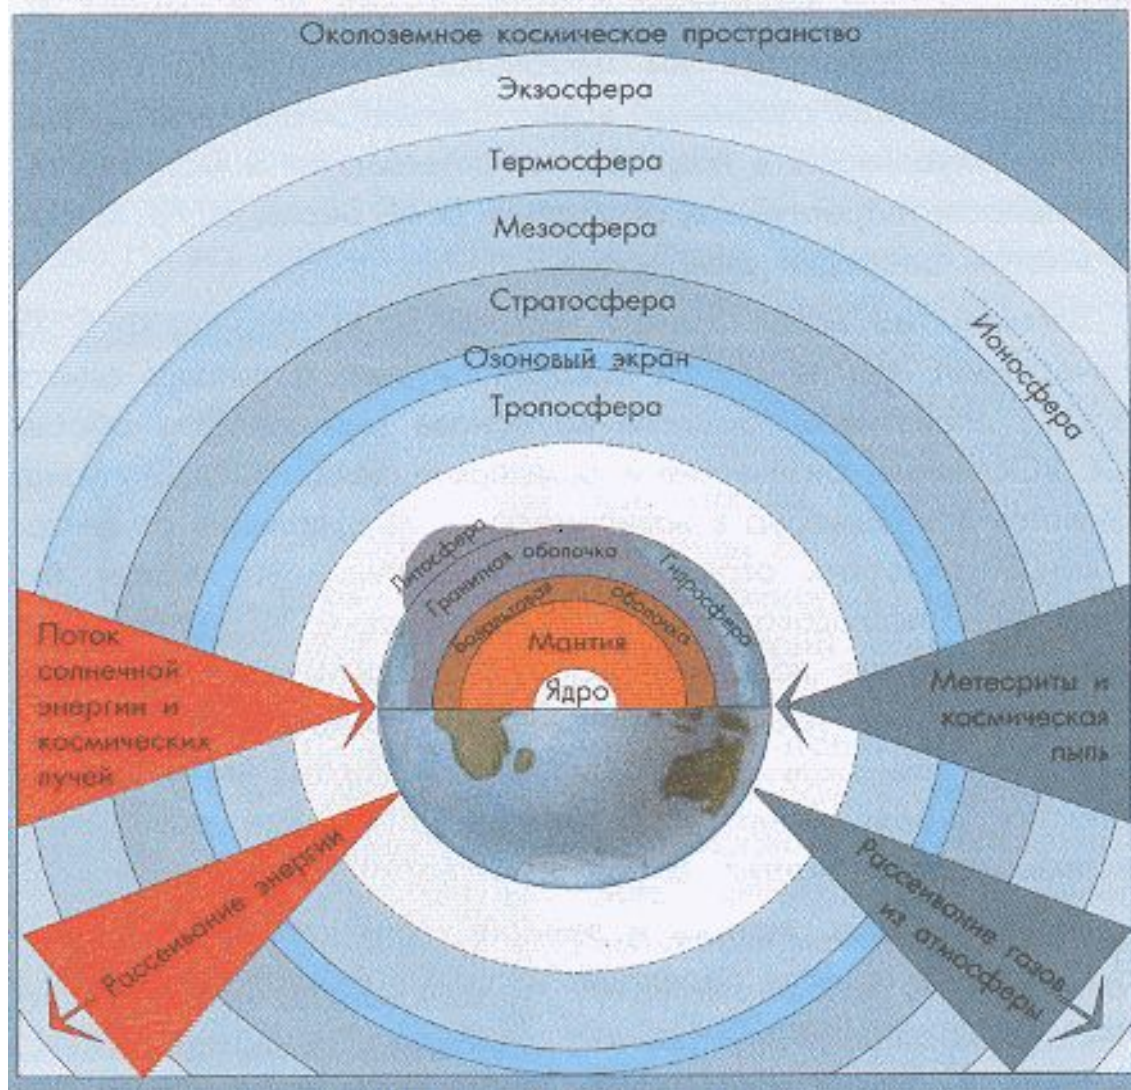 Околоземное космическое пространство
Экзосфера
Термосфера
Мезосфера
Стратосфера
Ионосфера
Озоновый экран
Тропосфера
Литосфера
Гранитная оболочка
Гидросфера
Базальтовая оболочка
Мантия
Ядро
Поток
солнечной
энергии и
космических
лучей
Метеориты и
космическая
пыль
Рассеивание энергии
Рассеивание газов
из атмосферы